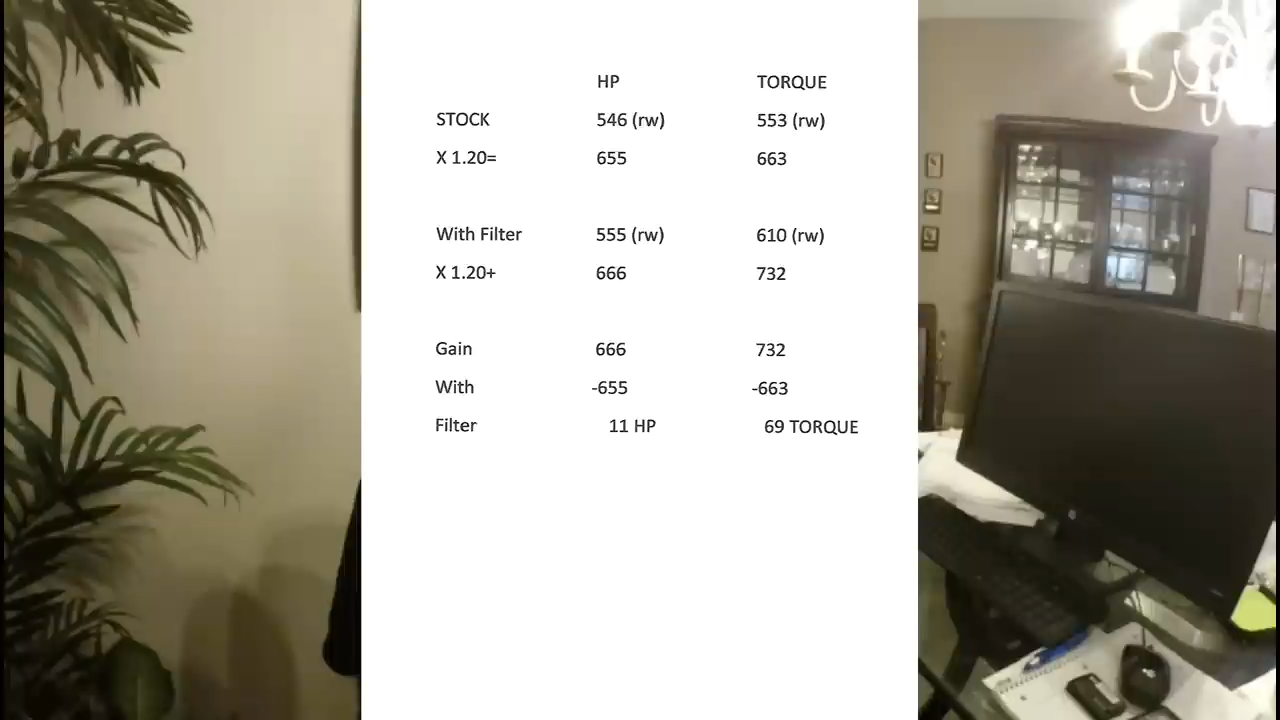 HP TORQUE
STOCK 546 (rw) 553 (rw)
X 1.20= 655 663
With Filter 555 (rw) 610 (rw)
X 1.20+ 666 732
Gain 666 732
With -655 -663
Filter 11 HP 69 TORQUE